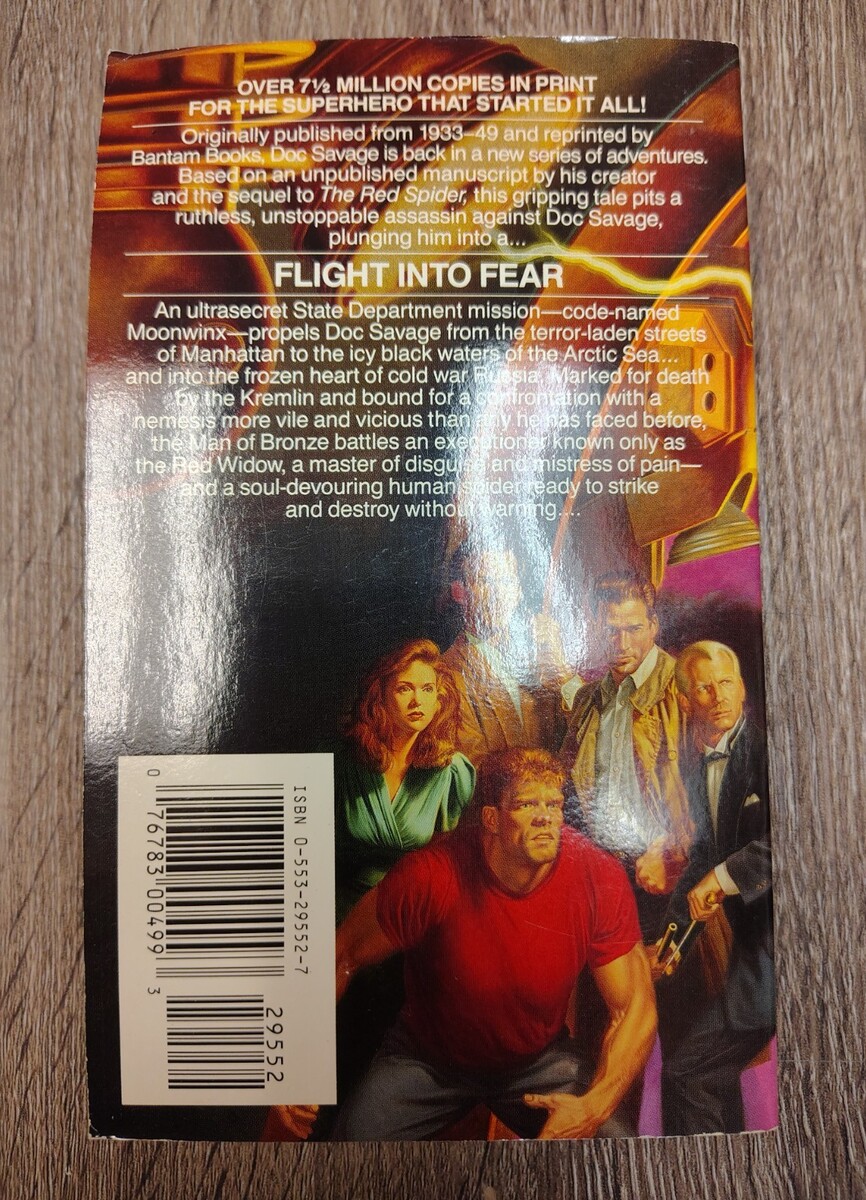 OVER 7½ MILLION COPIES IN PRINT
FOR THE SUPERHERO THAT STARTED IT ALL!
Originally published from 1933–49 and reprinted by
Bantam Books, Doc Savage is back in a new series of adventures.
Based on an unpublished manuscript by his creator
and the sequel to The Red Spider, this gripping tale pits a
ruthless, unstoppable assassin against Doc Savage,
plunging him into a...
FLIGHT INTO FEAR
An ultrasecret State Department mission—code-named
Moonwinx—propels Doc Savage from the terror-laden streets
of Manhattan to the icy black waters of the Arctic Sea...
and into the frozen heart of cold war Russia. Marked for death
by the Kremlin and bound for a confrontation with a
nemesis more vile and vicious than any he has faced before,
the Man of Bronze battles an executioner known only as
the Red Widow, a master of disguise and mistress of pain—
and a soul-devouring human spider ready to strike
and destroy without warning....
ISBN 0-553-29552-7
0 76783 00499 3
29552